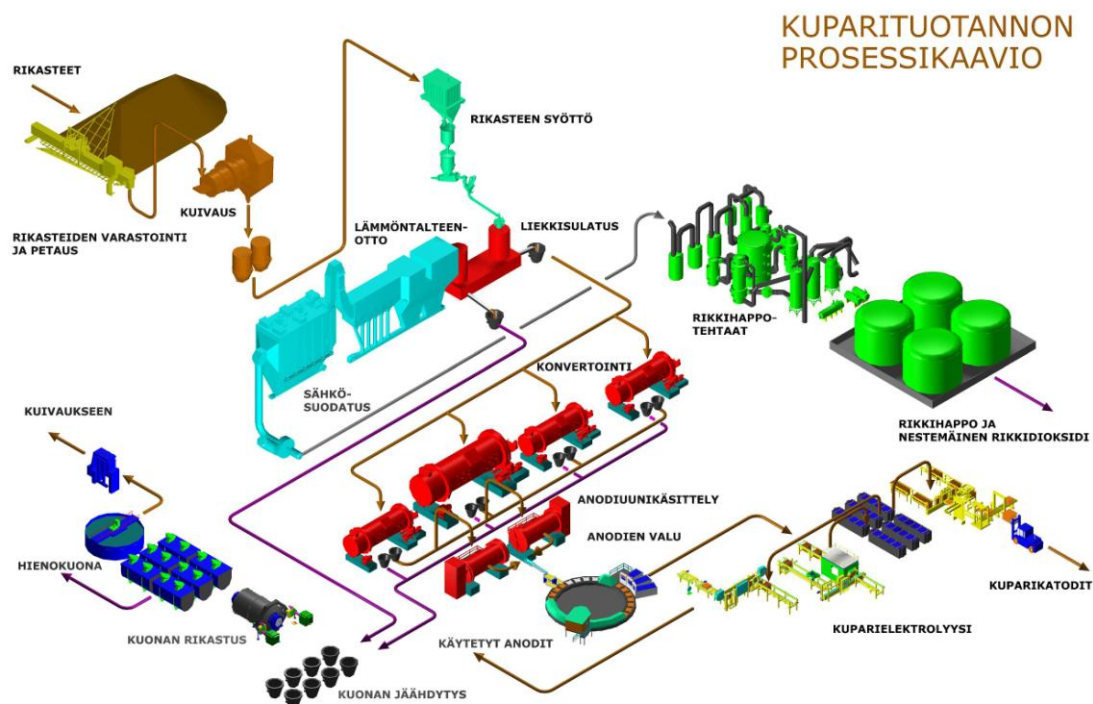 KUPARITUOTANNON
PROSESSIKAAVIO
RIKASTEET
RIKASTEEN SYÖTTÖ
KUIVAUS
RIKASTEIDEN VARASTOINTI
JA PETAUS
LÄMMÖNTALTEEN-
OTTO
LIEKKISULATUS
RIKKIHAPPO-
TEHTAAT
KONVERTOINTI
SÄHKÖ-
SUODATUS
RIKKIHAPPO JA
NESTEMÄINEN RIKKIDIOKSIDI
KUIVAUKSEEN
ANODIUUNIKÄSITTELY
ANODIEN VALU
HIENOKUONA
KUPARIKATODIT
KUPARIELEKTROLYYSI
KUONAN RIKASTUS
KÄYTETYT ANODIT
KUONAN JÄÄHDYTYS